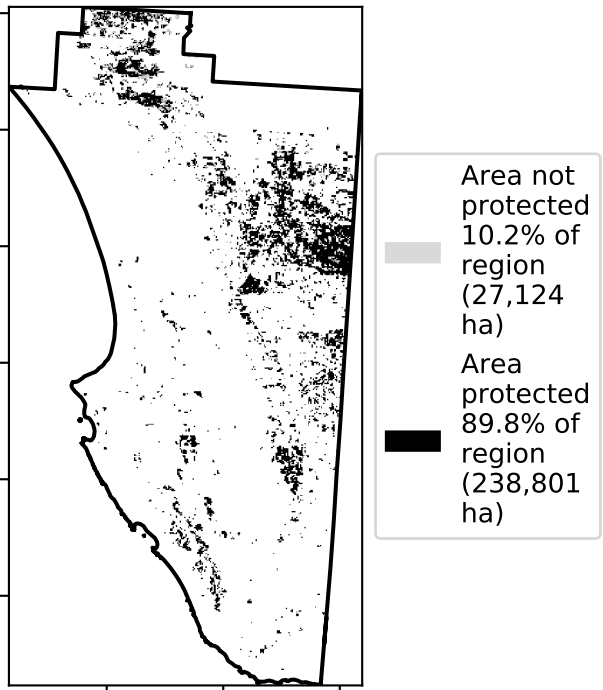 Area not
protected
10.2% of
region
(27,124
ha)
Area
protected
89.8% of
region
(238,801
ha)